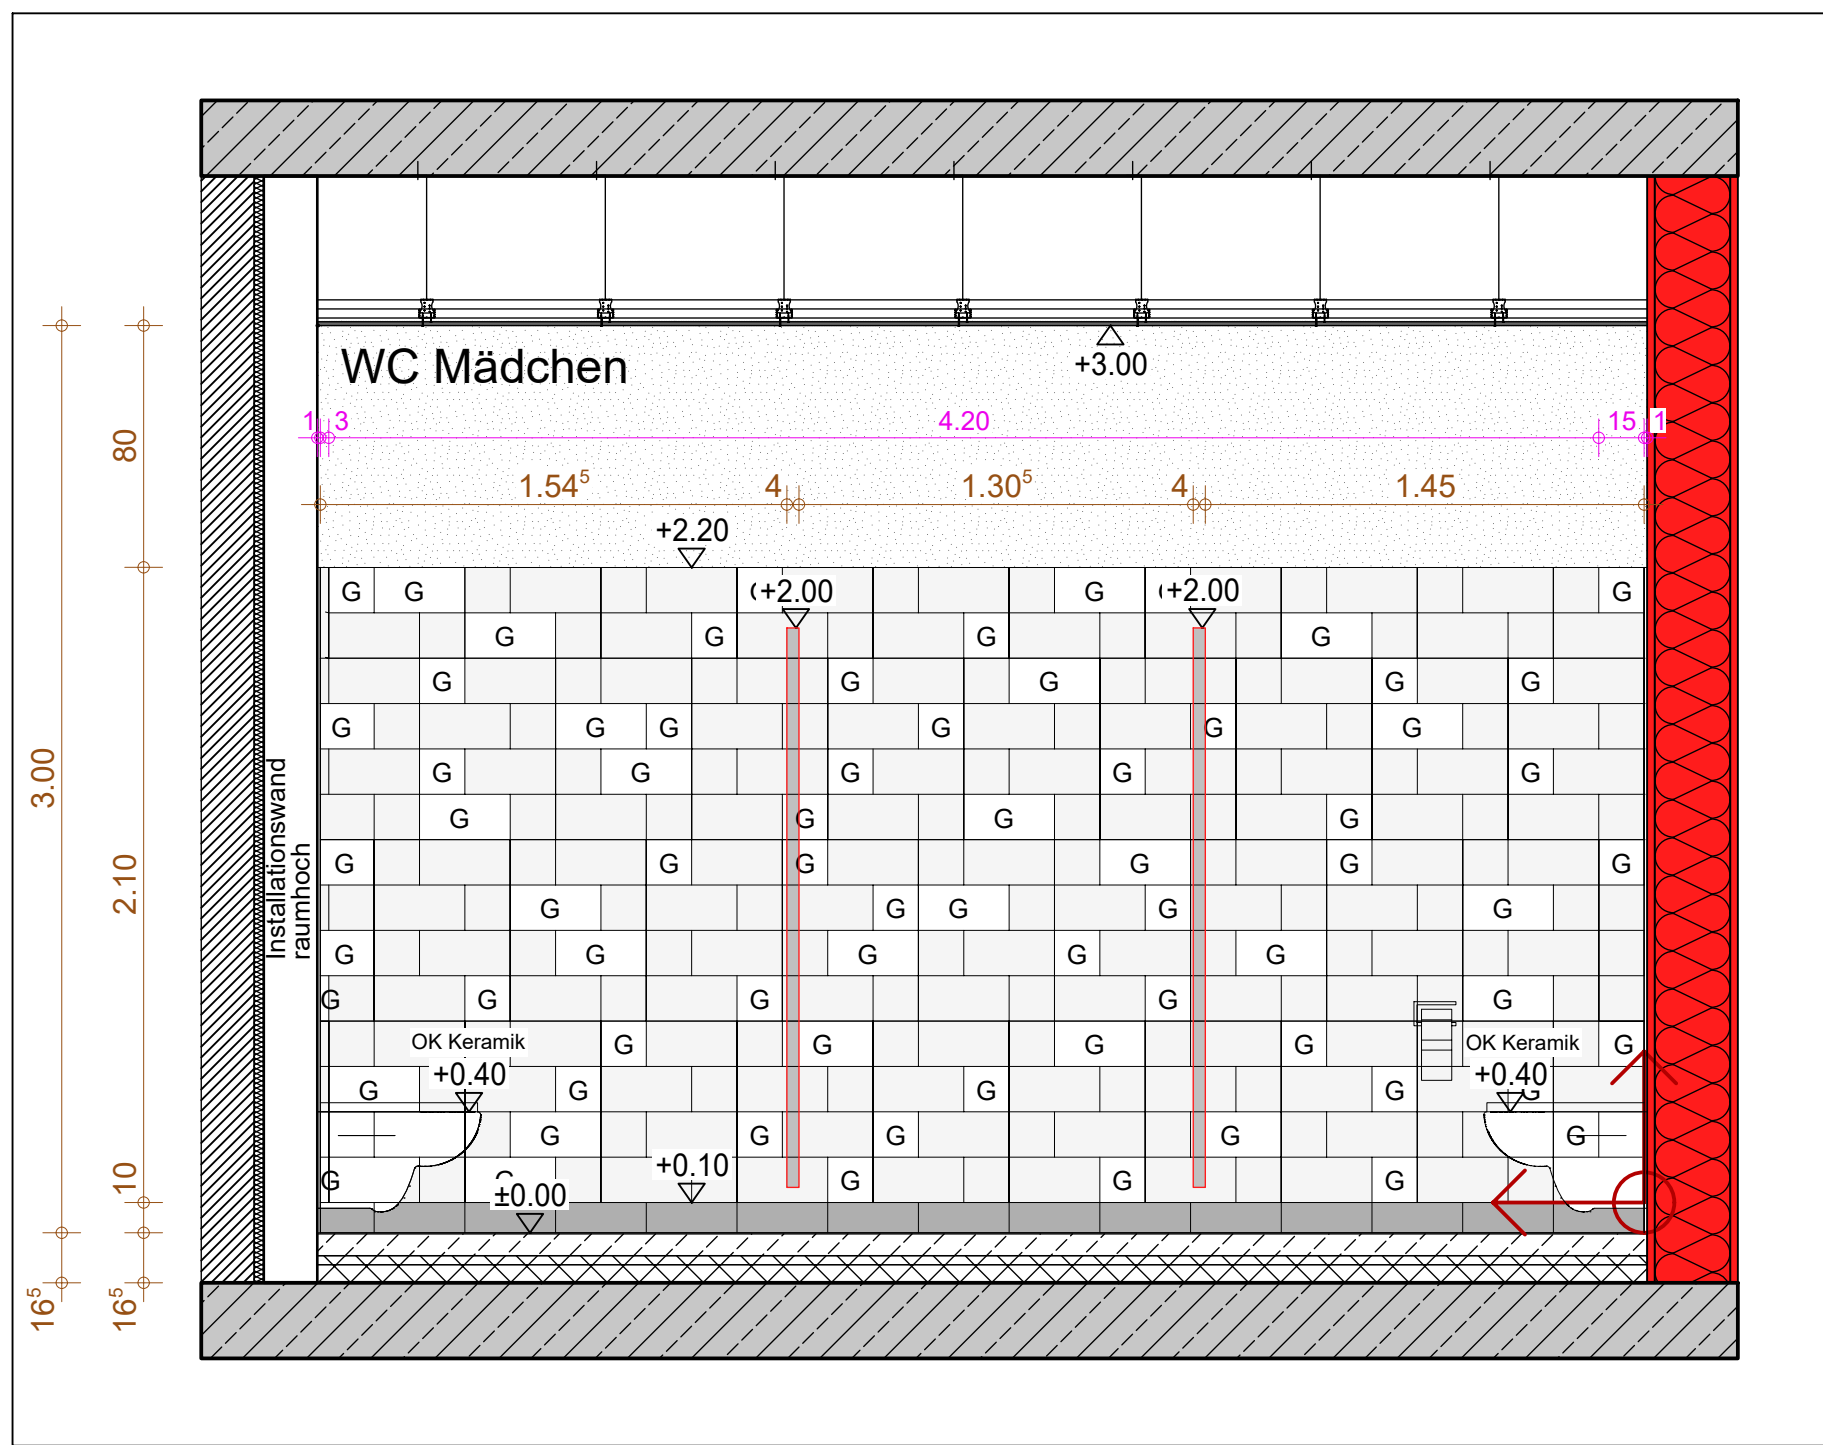 WC Mädchen
+3.00
1 3 4.20 15 1
1.54⁵ 4 1.30⁵ 4 1.45
+2.20
80
3.00
2.10
10
16⁵
16⁵
Installationswand
raumhoch
G G +2.00 G +2.00 G
G G G G
G G G G G
G G G G G G
G G G G G
G G G G
G G G G G G
G G G G G
G G G G G
G G G G G
OK Keramik G G G G OK Keramik G
+0.40 +0.40
G G G G G
G G G G G
G +0.10 G G G
±0.00